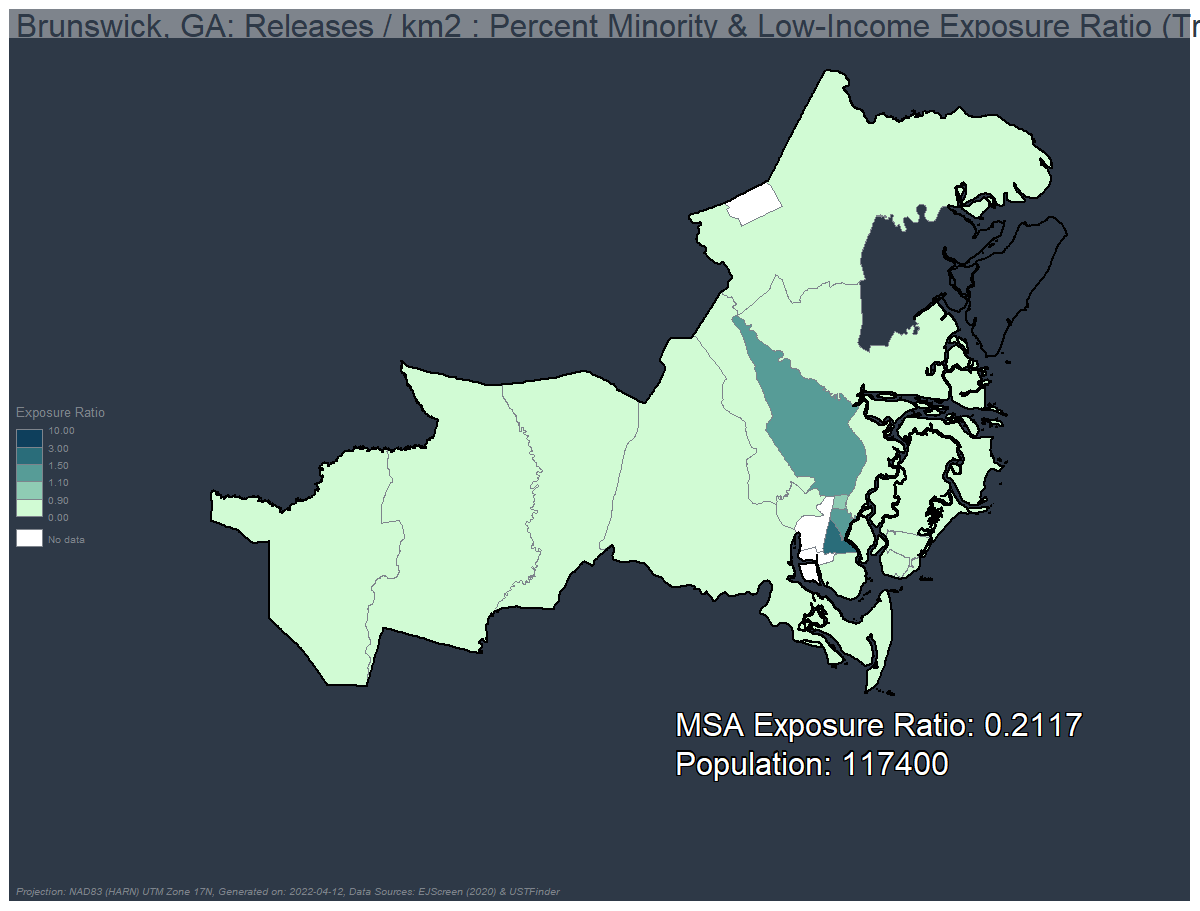 Brunswick, GA: Releases / km2 : Percent Minority & Low-Income Exposure Ratio (Tr
Exposure Ratio
10.00
3.00
1.50
1.10
0.90
0.00
No data
MSA Exposure Ratio: 0.2117
Population: 117400
Projection: NAD83 (HARN) UTM Zone 17N, Generated on: 2022-04-12, Data Sources: EJScreen (2020) & USTFinder